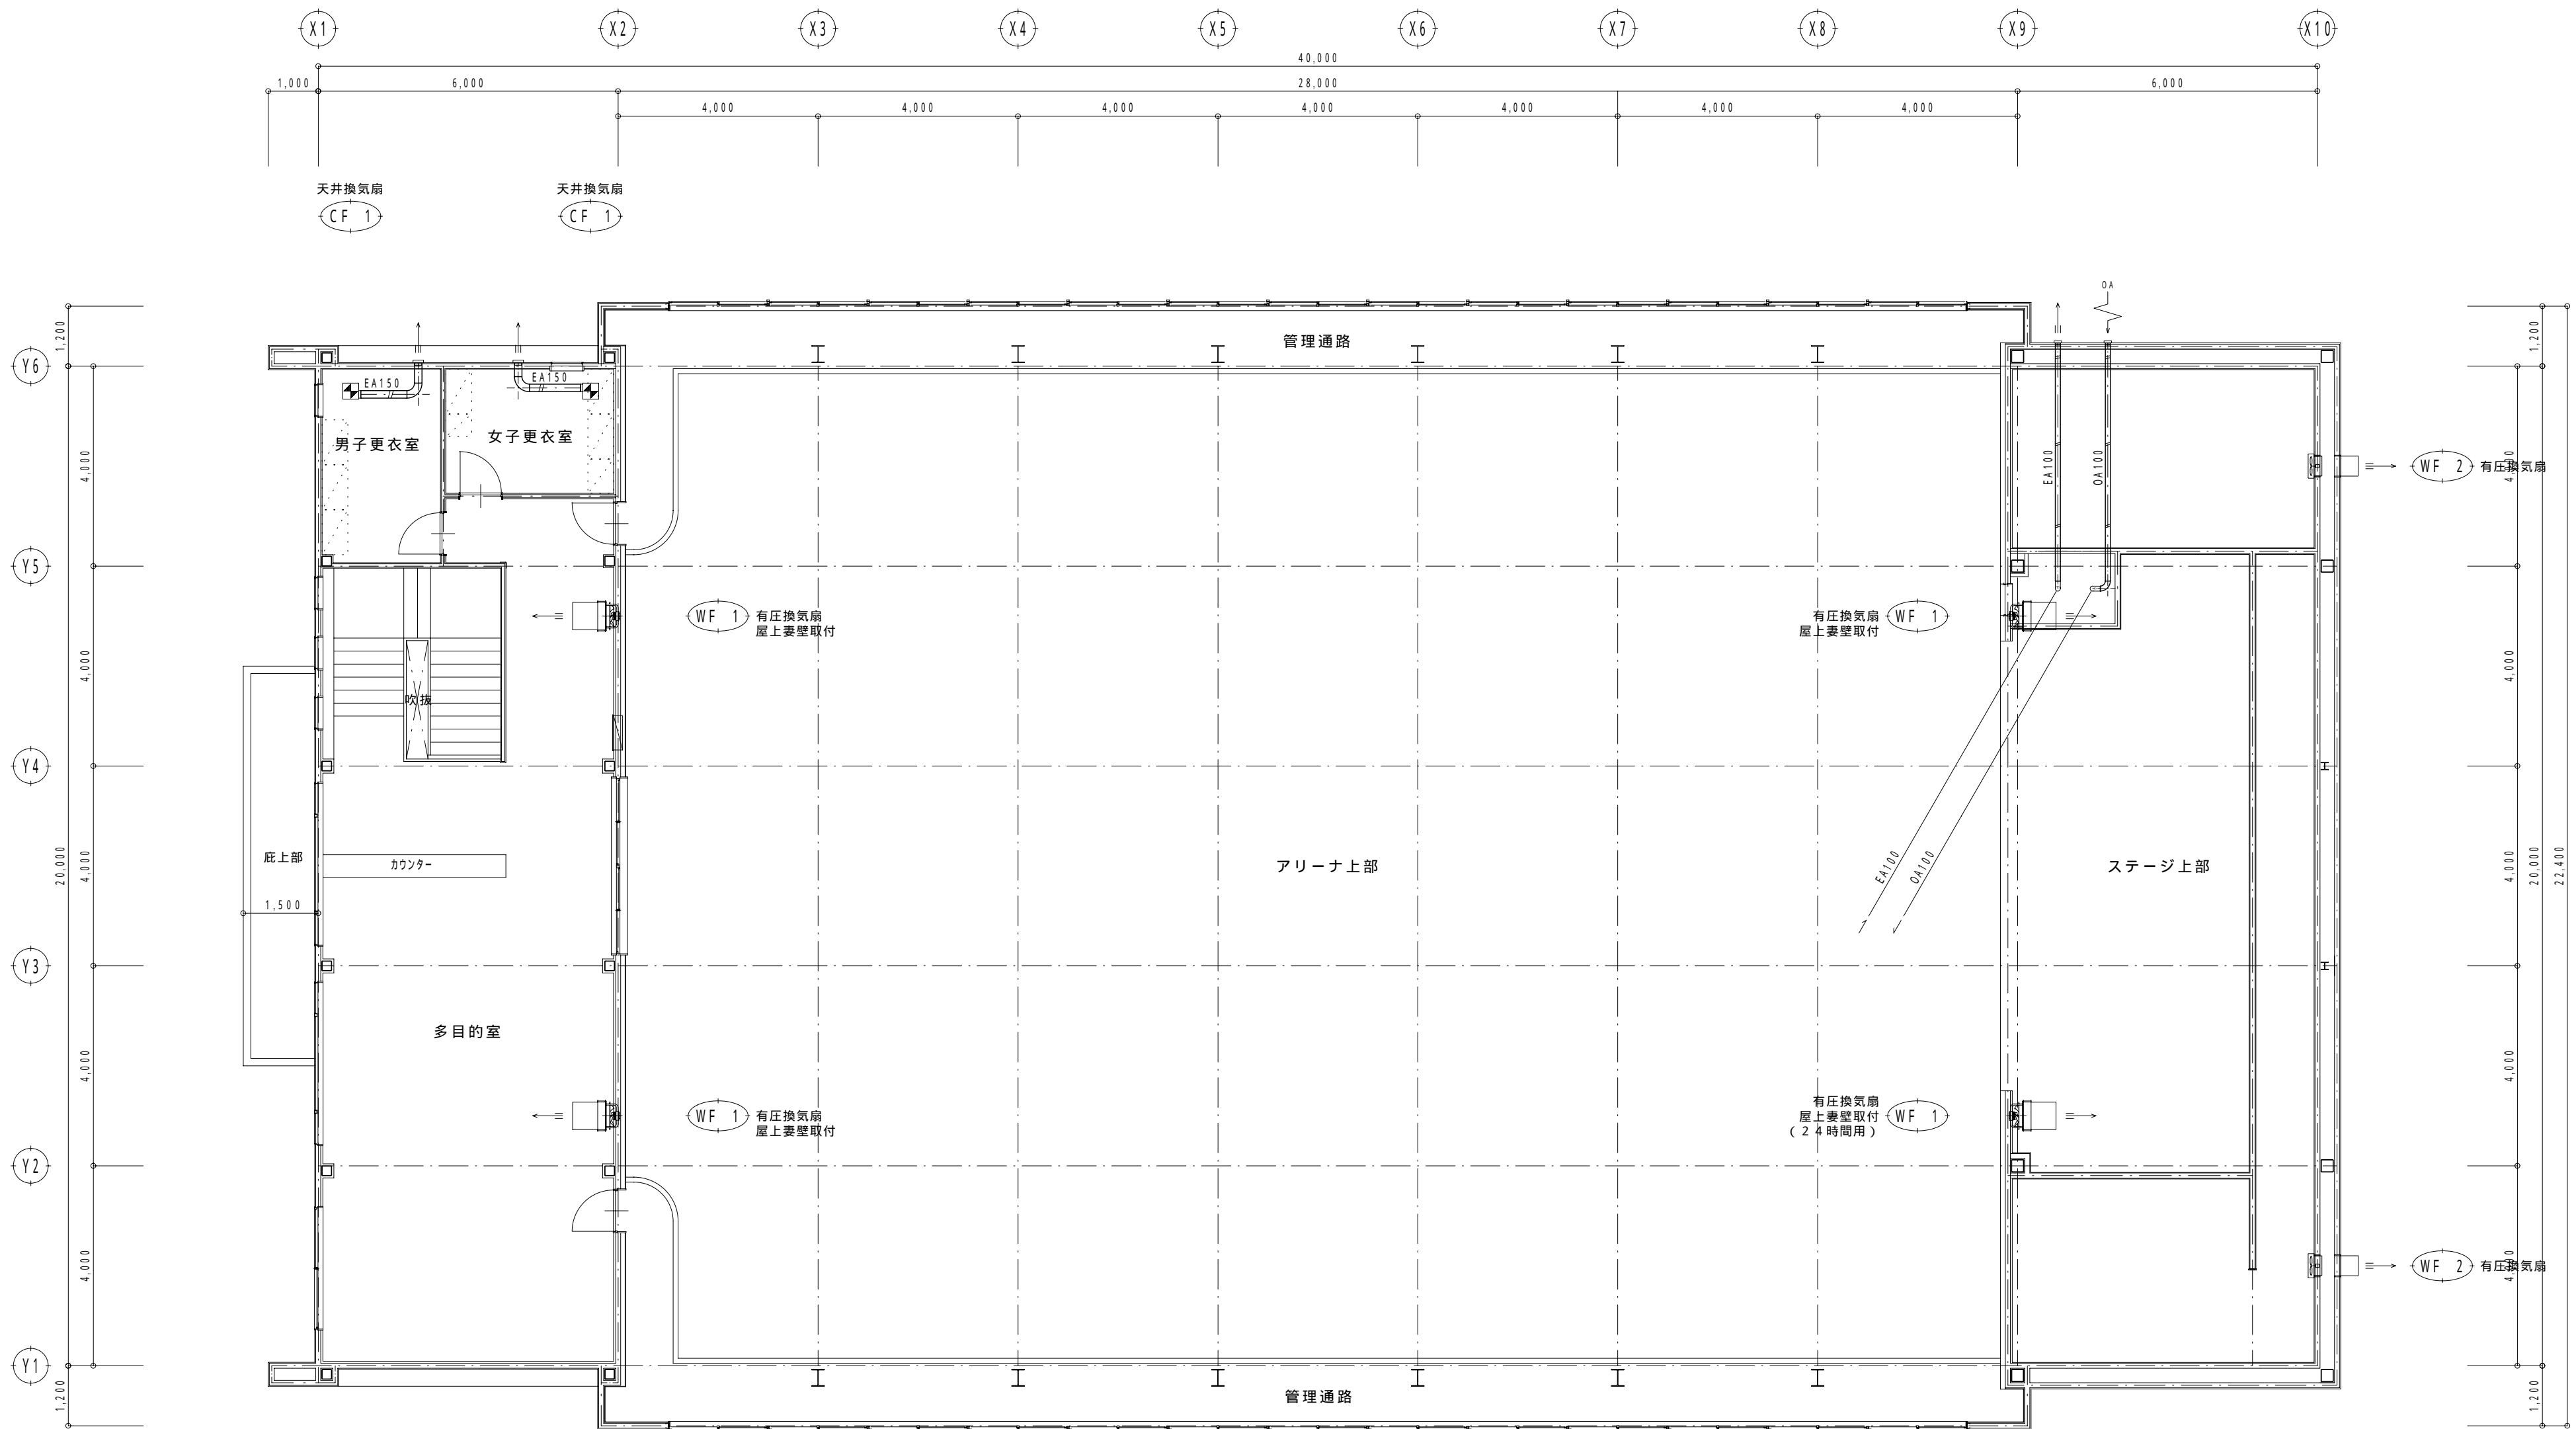 X1 X2 X3 X4 X5 X6 X7 X8 X9 X10
40,000
1,000 6,000 28,000 6,000
4,000 4,000 4,000 4,000 4,000 4,000 4,000
天井換気扇 天井換気扇
CF 1 CF 1
OA
1,200 1,200
管理通路
Y6
EA150 EA150
男子更衣室 女子更衣室
4,000
EA100 OA100
4,000
WF 2 有圧換気扇
Y5
WF 1 有圧換気扇
屋上妻壁取付
有圧換気扇 WF 1
屋上妻壁取付
4,000 4,000
吹抜
Y4
庇上部 カウンター
20,000 4,000
アリーナ上部
EA100 OA100
ステージ上部
4,000 20,000 22,400
1,500
Y3
多目的室
4,000 4,000
WF 1 有圧換気扇
屋上妻壁取付
有圧換気扇
屋上妻壁取付 WF 1
(24時間用)
Y2
4,000 4,000
WF 2 有圧換気扇
Y1
1,200 1,200
管理通路